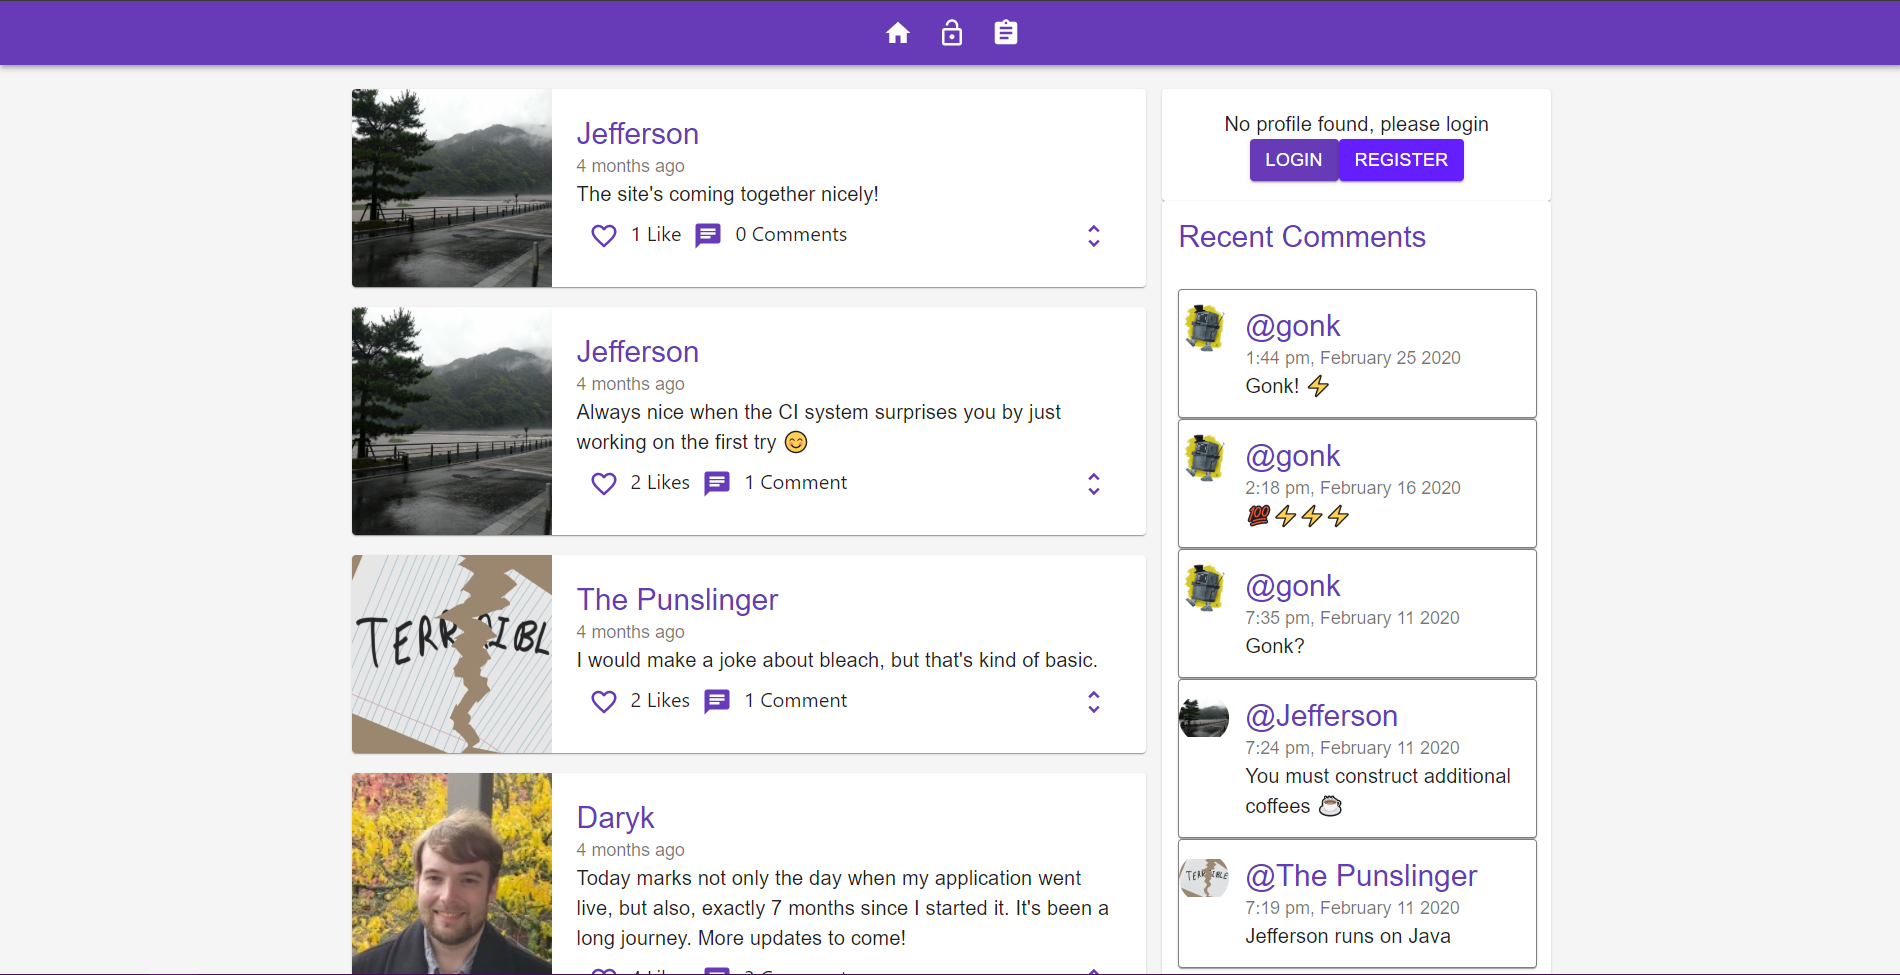 Jefferson
4 months ago
The site's coming together nicely!
1 Like 0 Comments
Jefferson
4 months ago
Always nice when the CI system surprises you by just
working on the first try 😊
2 Likes 1 Comment
TERR IBL
The Punslinger
4 months ago
I would make a joke about bleach, but that's kind of basic.
2 Likes 1 Comment
Daryk
4 months ago
Today marks not only the day when my application went
live, but also, exactly 7 months since I started it. It's been a
long journey. More updates to come!
No profile found, please login
LOGIN REGISTER
Recent Comments
@gonk
1:44 pm, February 25 2020
Gonk! ⚡
@gonk
2:18 pm, February 16 2020
💯⚡⚡⚡
@gonk
7:35 pm, February 11 2020
Gonk?
@Jefferson
7:24 pm, February 11 2020
You must construct additional
coffees ☕
TERRIBLE
@The Punslinger
7:19 pm, February 11 2020
Jefferson runs on Java